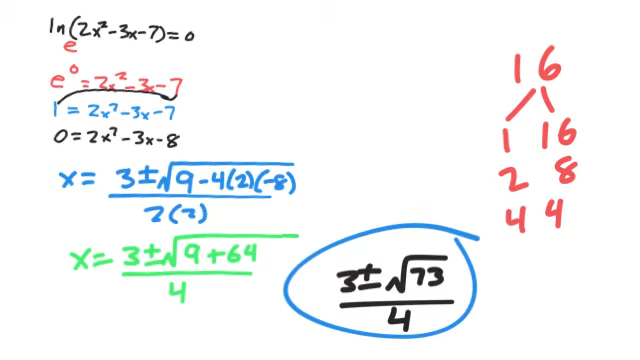 ln(2x²-3x-7)=0
e
e⁰=2x²-3x-7
1=2x²-3x-7
0=2x²-3x-8
x= 3±√9-4(2)(-8)
2(2)
x= 3±√9+64
4
3±√73
4
16
1 16
2 8
4 4